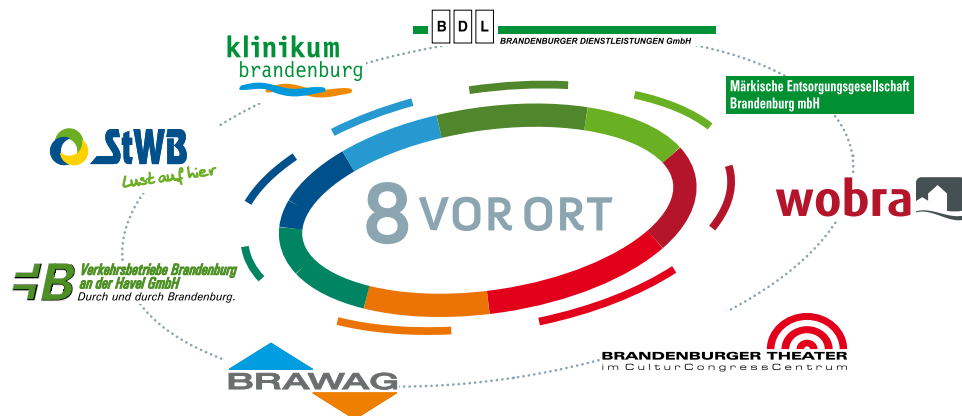 B D L
BRANDENBURGER DIENSTLEISTUNGEN GmbH
klinikum
brandenburg
Märkische Entsorgungsgesellschaft
Brandenburg mbH
StWB
Lust auf hier
8 VOR ORT
wobra
Verkehrsbetriebe Brandenburg
an der Havel GmbH
Durch und durch Brandenburg.
B
BRANDENBURGER THEATER
im CulturCongressCentrum
BRAWAG